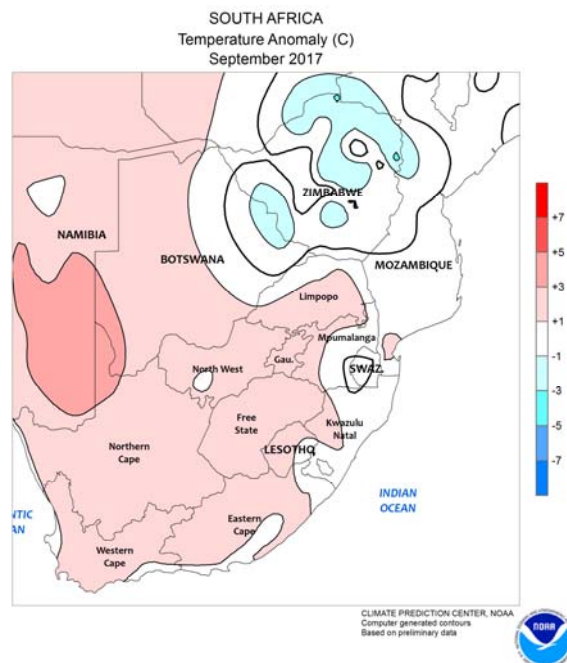 SOUTH AFRICA
Temperature Anomaly (C)
September 2017
ZIMBABWE
NAMIBIA
BOTSWANA
MOZAMBIQUE
Limpopo
Mpumalanga
North West
Gau.
SWAZ.
Free
State
Kwazulu
Natal
Northern
Cape
LESOTHO
INDIAN
OCEAN
NTIC
AN
Eastern
Cape
Western
Cape
+7
+5
+3
+1
-1
-3
-5
-7
CLIMATE PREDICTION CENTER, NOAA
Computer generated contours
Based on preliminary data
NOAA